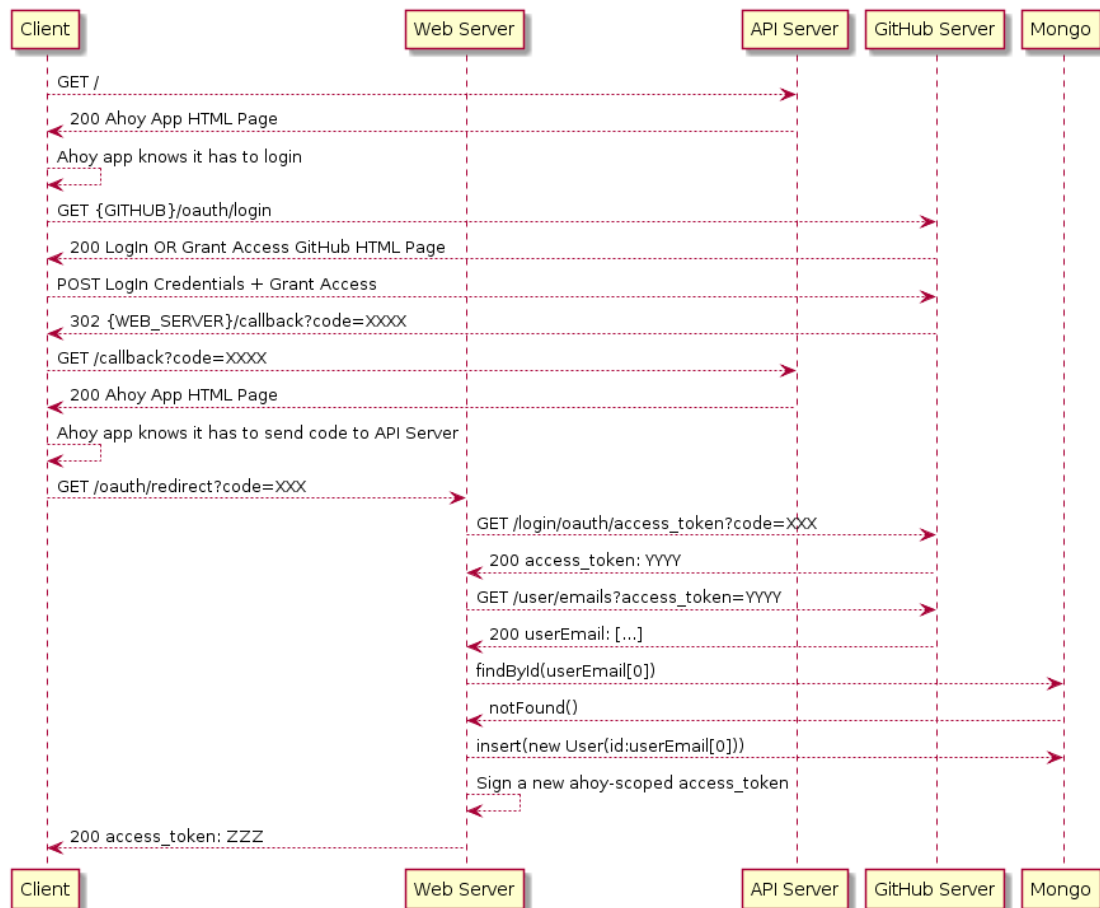 Client
Web Server
API Server
GitHub Server
Mongo
GET /
200 Ahoy App HTML Page
Ahoy app knows it has to login
GET {GITHUB}/oauth/login
200 LogIn OR Grant Access GitHub HTML Page
POST LogIn Credentials + Grant Access
302 {WEB_SERVER}/callback?code=XXXX
GET /callback?code=XXXX
200 Ahoy App HTML Page
Ahoy app knows it has to send code to API Server
GET /oauth/redirect?code=XXX
GET /login/oauth/access_token?code=XXX
200 access_token: YYYY
GET /user/emails?access_token=YYYY
200 userEmail: [...]
findById(userEmail[0])
notFound()
insert(new User(id:userEmail[0]))
Sign a new ahoy-scoped access_token
200 access_token: ZZZ
Client
Web Server
API Server
GitHub Server
Mongo